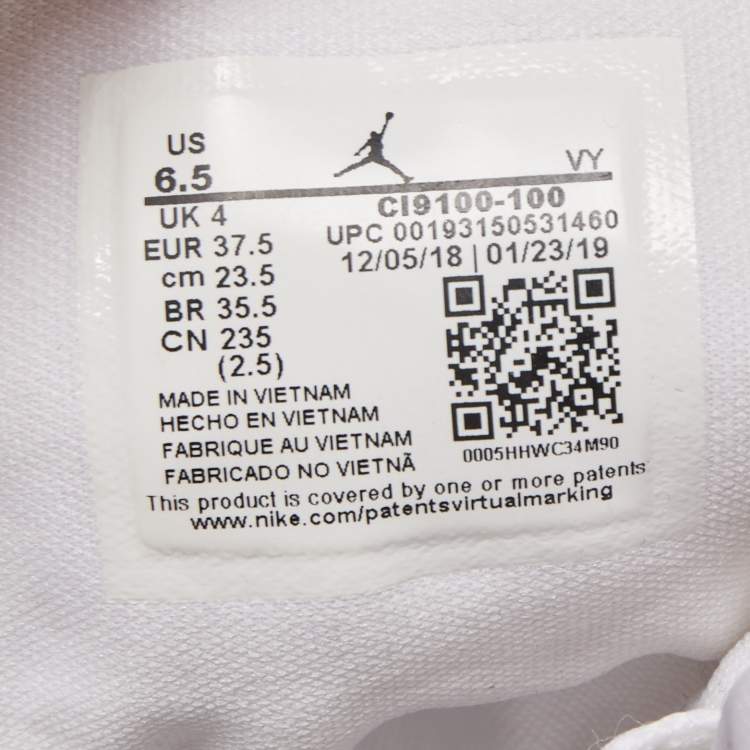 US
6.5
VY
UK 4
CI9100-100
EUR 37.5
UPC 00193150531460
cm 23.5
12/05/18 | 01/23/19
BR 35.5
CN 235
(2.5)
MADE IN VIETNAM
HECHO EN VIETNAM
FABRIQUE AU VIETNAM
FABRICADO NO VIETNÃ
0005HHWC34M90
This product is covered by one or more patents
www.nike.com/patentsvirtualmarking